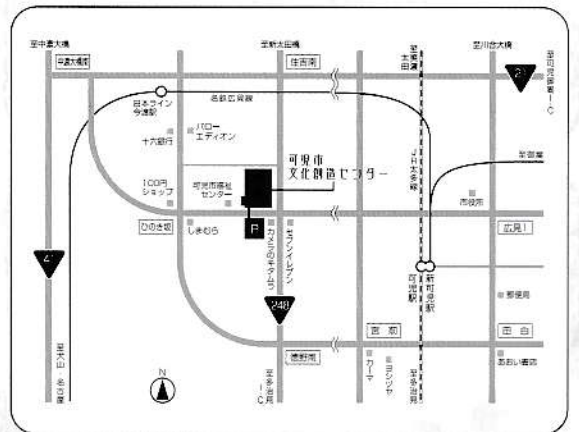 至中濃大橋
至新太田橋
至美濃太田
至川合大橋
至可児御嵩I.C
中濃大橋南
住吉南
21
日本ライン今渡駅
名鉄広見線
十六銀行
バロー
エディオン
可児市
文化創造センター
JR太多線
至御嵩
100円
ショップ
可児市福祉
センター
市役所
ひのき坂
しまむら
P
カメラのキタムラ
セブンイレブン
広見1
41
248
可児駅
新可児駅
郵便局
宮前
田白
徳野南
カーマ
ヨシヅヤ
あおい書店
至犬山・名古屋
N
至多治見I.C
至多治見